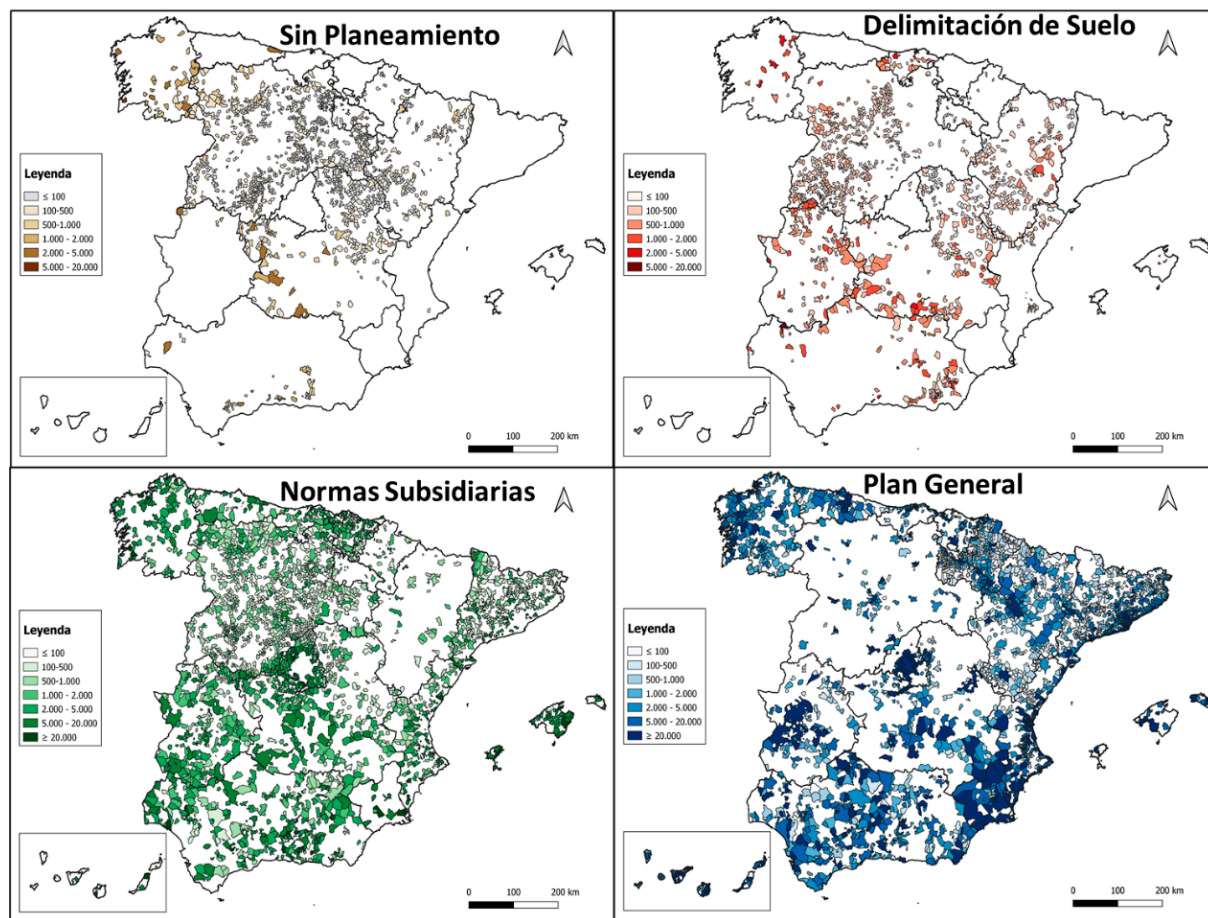 Sin Planeamiento
Leyenda
≤ 100
100-500
500-1.000
1.000 - 2.000
2.000 - 5.000
5.000 - 20.000
0 100 200 km
Delimitación de Suelo
Leyenda
≤ 100
100-500
500-1.000
1.000 - 2.000
2.000 - 5.000
5.000 - 20.000
0 100 200 km
Normas Subsidiarias
Leyenda
≤ 100
100-500
500-1.000
1.000 - 2.000
2.000 - 5.000
5.000 - 20.000
≥ 20.000
0 100 200 km
Plan General
Leyenda
≤ 100
100-500
500-1.000
1.000 - 2.000
2.000 - 5.000
5.000 - 20.000
≥ 20.000
0 100 200 km